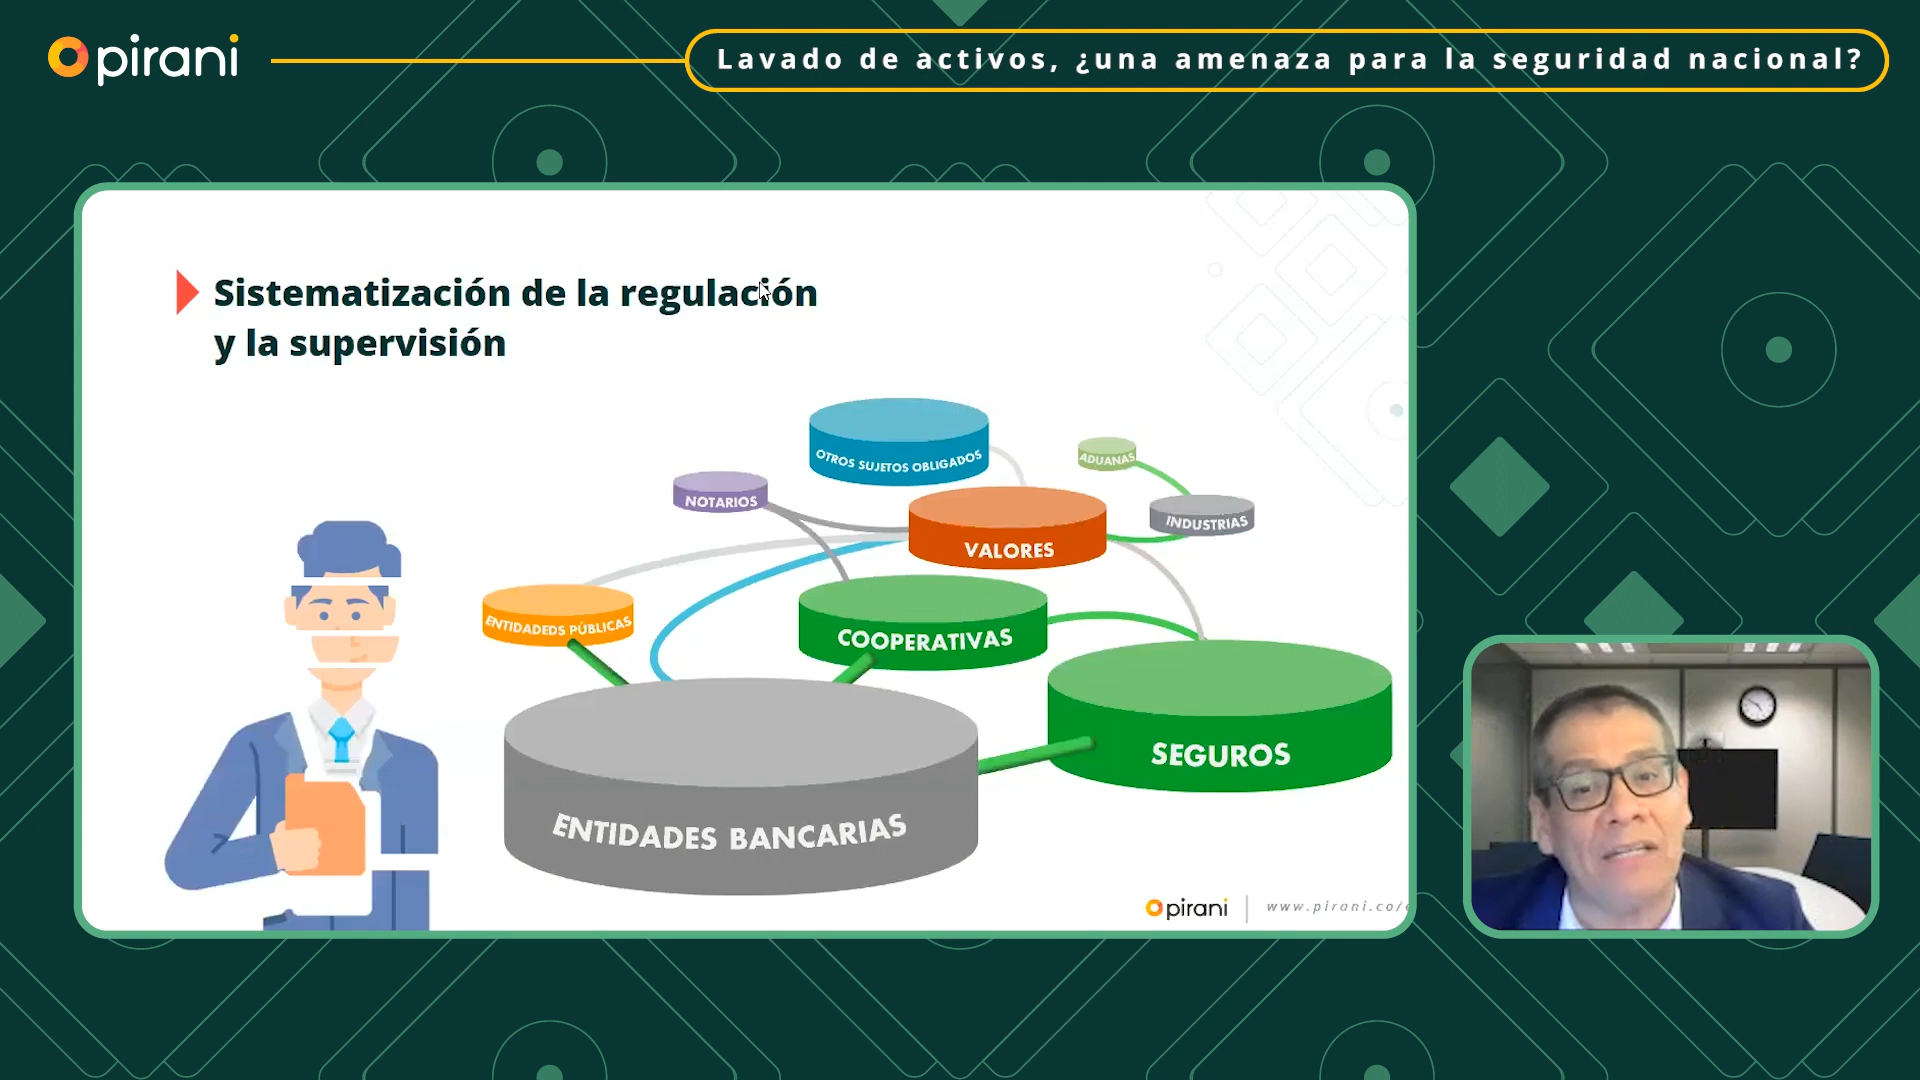 pirani
Lavado de activos, ¿una amenaza para la seguridad nacional?
Sistematización de la regulación
y la supervisión
OTROS SUJETOS OBLIGADOS
ADUANAS
NOTARIOS
INDUSTRIAS
VALORES
ENTIDADEDS PÚBLICAS
COOPERATIVAS
SEGUROS
ENTIDADES BANCARIAS
pirani
www.pirani.co/e